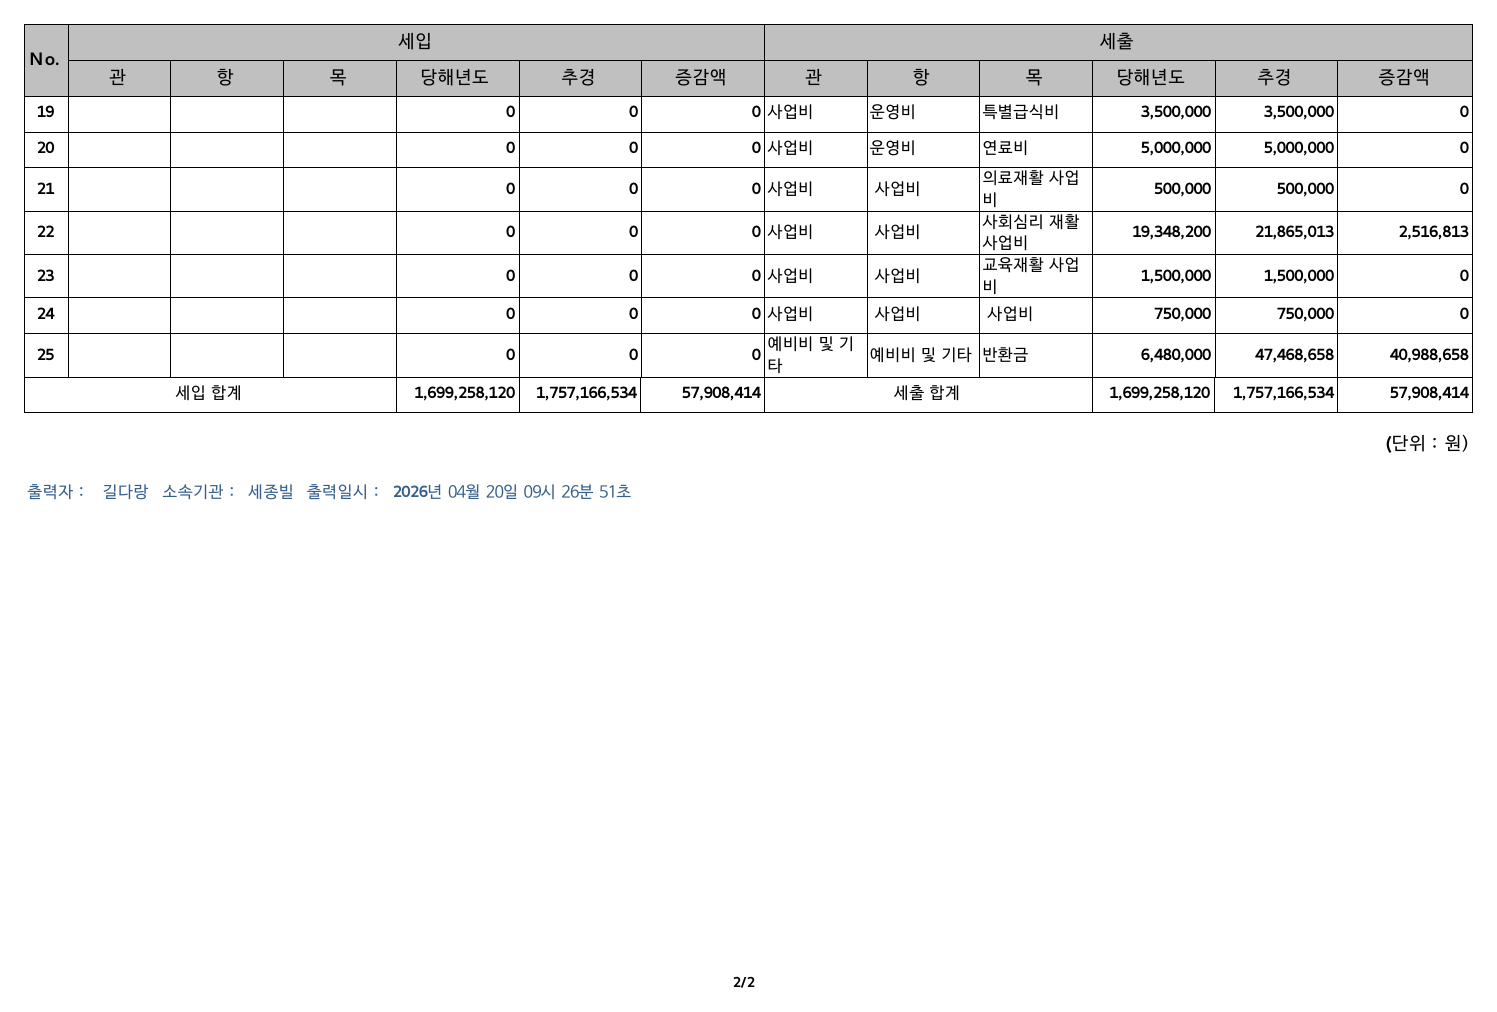 No. 세입 세출
관 항 목 당해년도 추경 증감액 관 항 목 당해년도 추경 증감액
19 0 0 0 사업비 운영비 특별급식비 3,500,000 3,500,000 0
20 0 0 0 사업비 운영비 연료비 5,000,000 5,000,000 0
21 0 0 0 사업비 사업비 의료재활 사업
비 500,000 500,000 0
22 0 0 0 사업비 사업비 사회심리 재활
사업비 19,348,200 21,865,013 2,516,813
23 0 0 0 사업비 사업비 교육재활 사업
비 1,500,000 1,500,000 0
24 0 0 0 사업비 사업비 사업비 750,000 750,000 0
25 0 0 0 예비비 및 기
타 예비비 및 기타 반환금 6,480,000 47,468,658 40,988,658
세입 합계 1,699,258,120 1,757,166,534 57,908,414 세출 합계 1,699,258,120 1,757,166,534 57,908,414
(단위 : 원)
출력자 : 길다랑 소속기관 : 세종빌 출력일시 : 2026년 04월 20일 09시 26분 51초
2/2